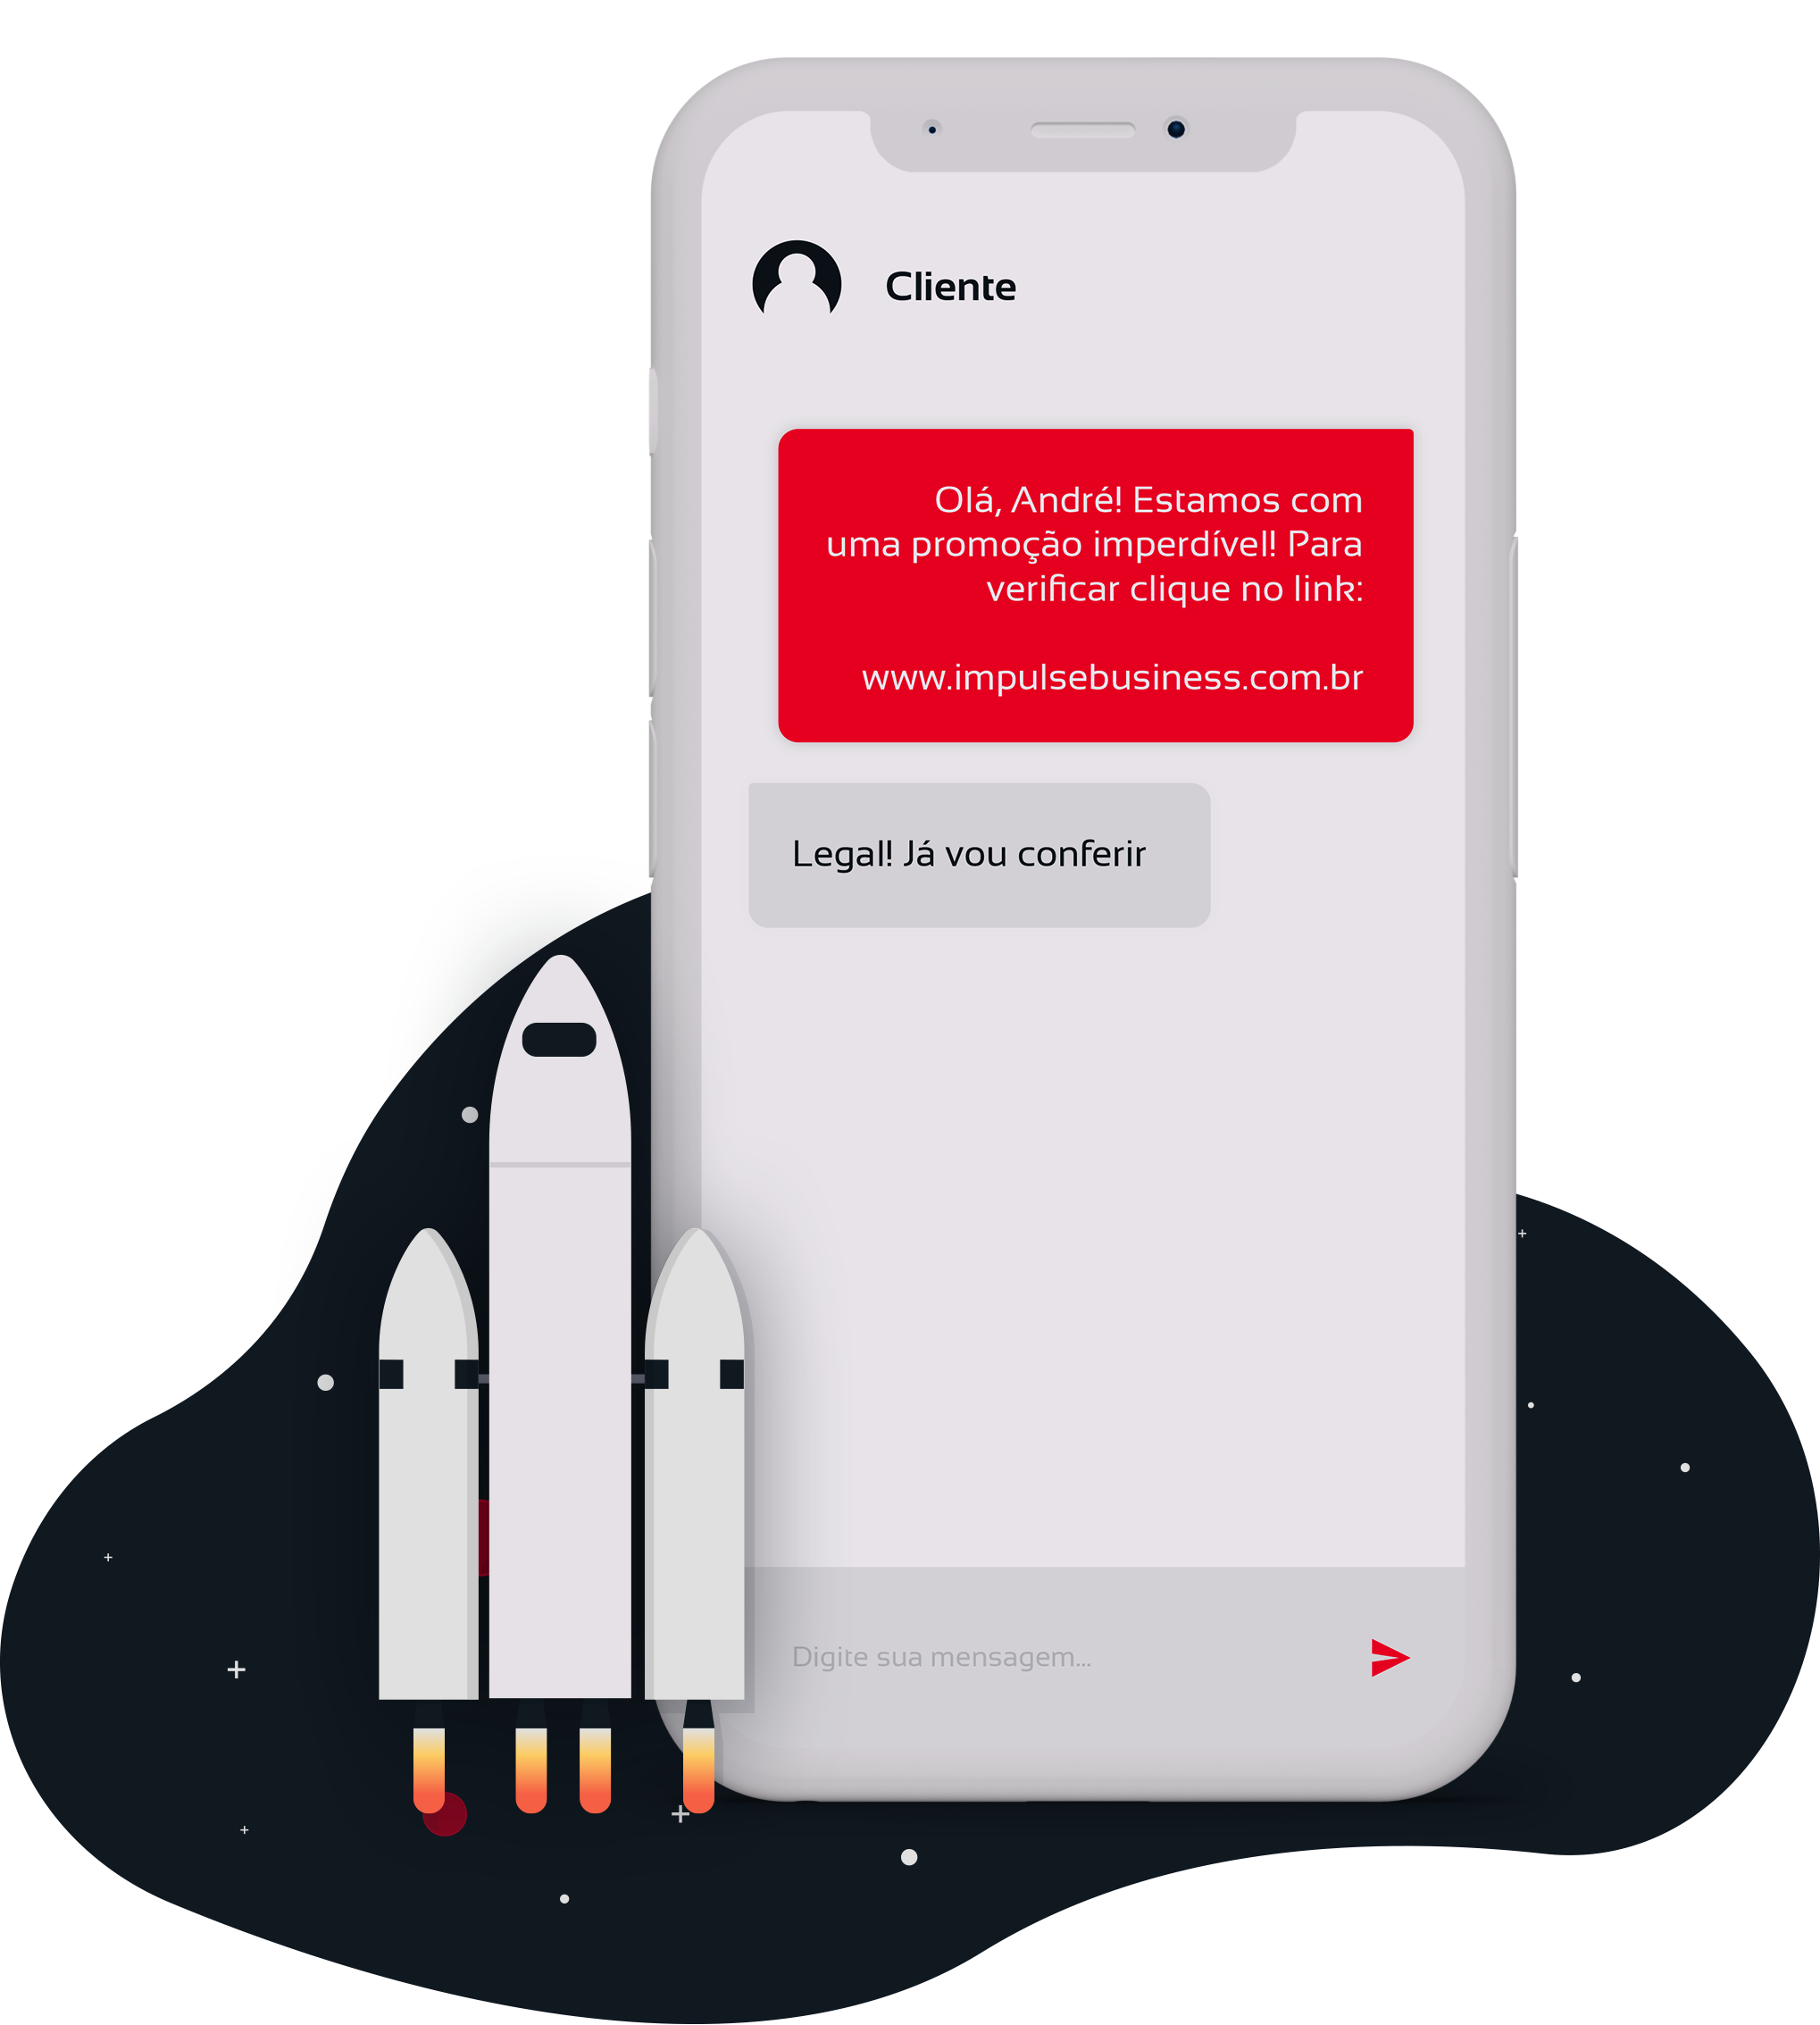 Cliente
Olá, André! Estamos com
uma promoção imperdível! Para
verificar clique no link:
www.impulsebusiness.com.br
Legal! Já vou conferir
Digite sua mensagem...